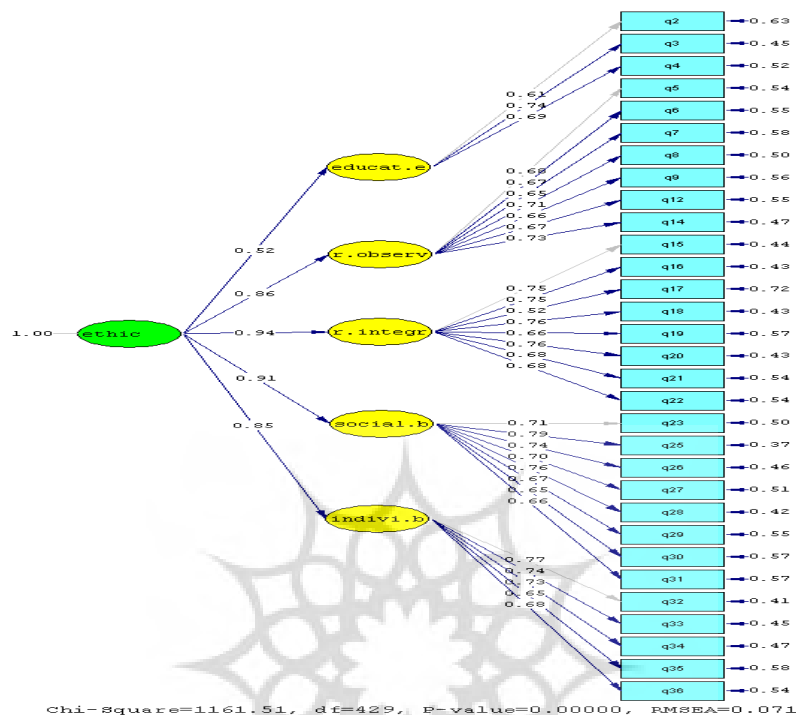 q2 0.63
q3 0.45
q4 0.52
0.61
q5 0.54
0.74
q6 0.55
0.69
q7 0.58
q8 0.50
educat.e
0.68
q9 0.56
0.67
0.65
q12 0.55
0.71
0.66
q14 0.47
0.67
0.73
0.52
r.observ
q15 0.44
q16 0.43
0.86
0.75
q17 0.72
0.75
0.52
q18 0.43
0.76
1.00
ethic
0.94
r.integr
0.66
q19 0.57
0.76
q20 0.43
0.68
0.68
q21 0.54
0.91
q22 0.54
0.85
social.b
0.71
q23 0.50
0.79
q25 0.37
0.74
0.70
q26 0.46
0.76
0.67
q27 0.51
0.65
0.66
q28 0.42
indivi.b
q29 0.55
q30 0.57
0.77
0.74
q31 0.57
0.73
0.65
q32 0.41
0.68
q33 0.45
q34 0.47
q35 0.58
q36 0.54
Chi-Square=1161.51, df=429, P-value=0.00000, RMSEA=0.071